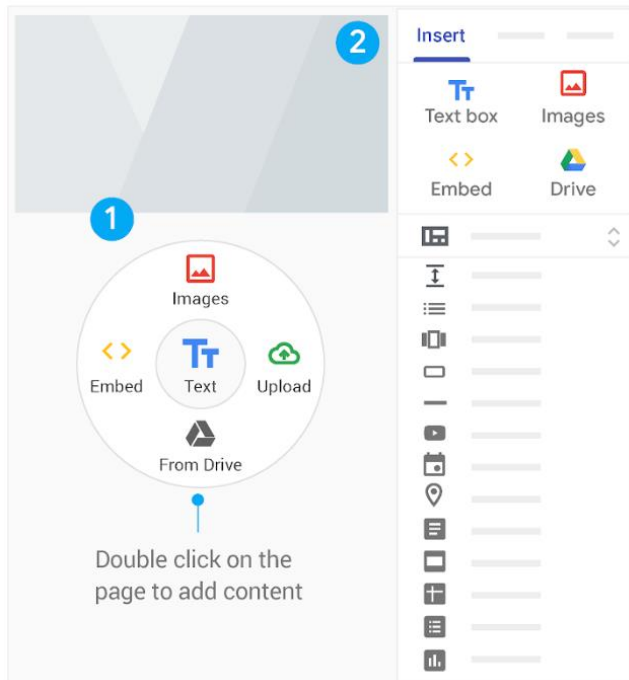 2
1
Images
Embed
Text
Upload
From Drive
Double click on the
page to add content
Insert
Text box
Images
Embed
Drive